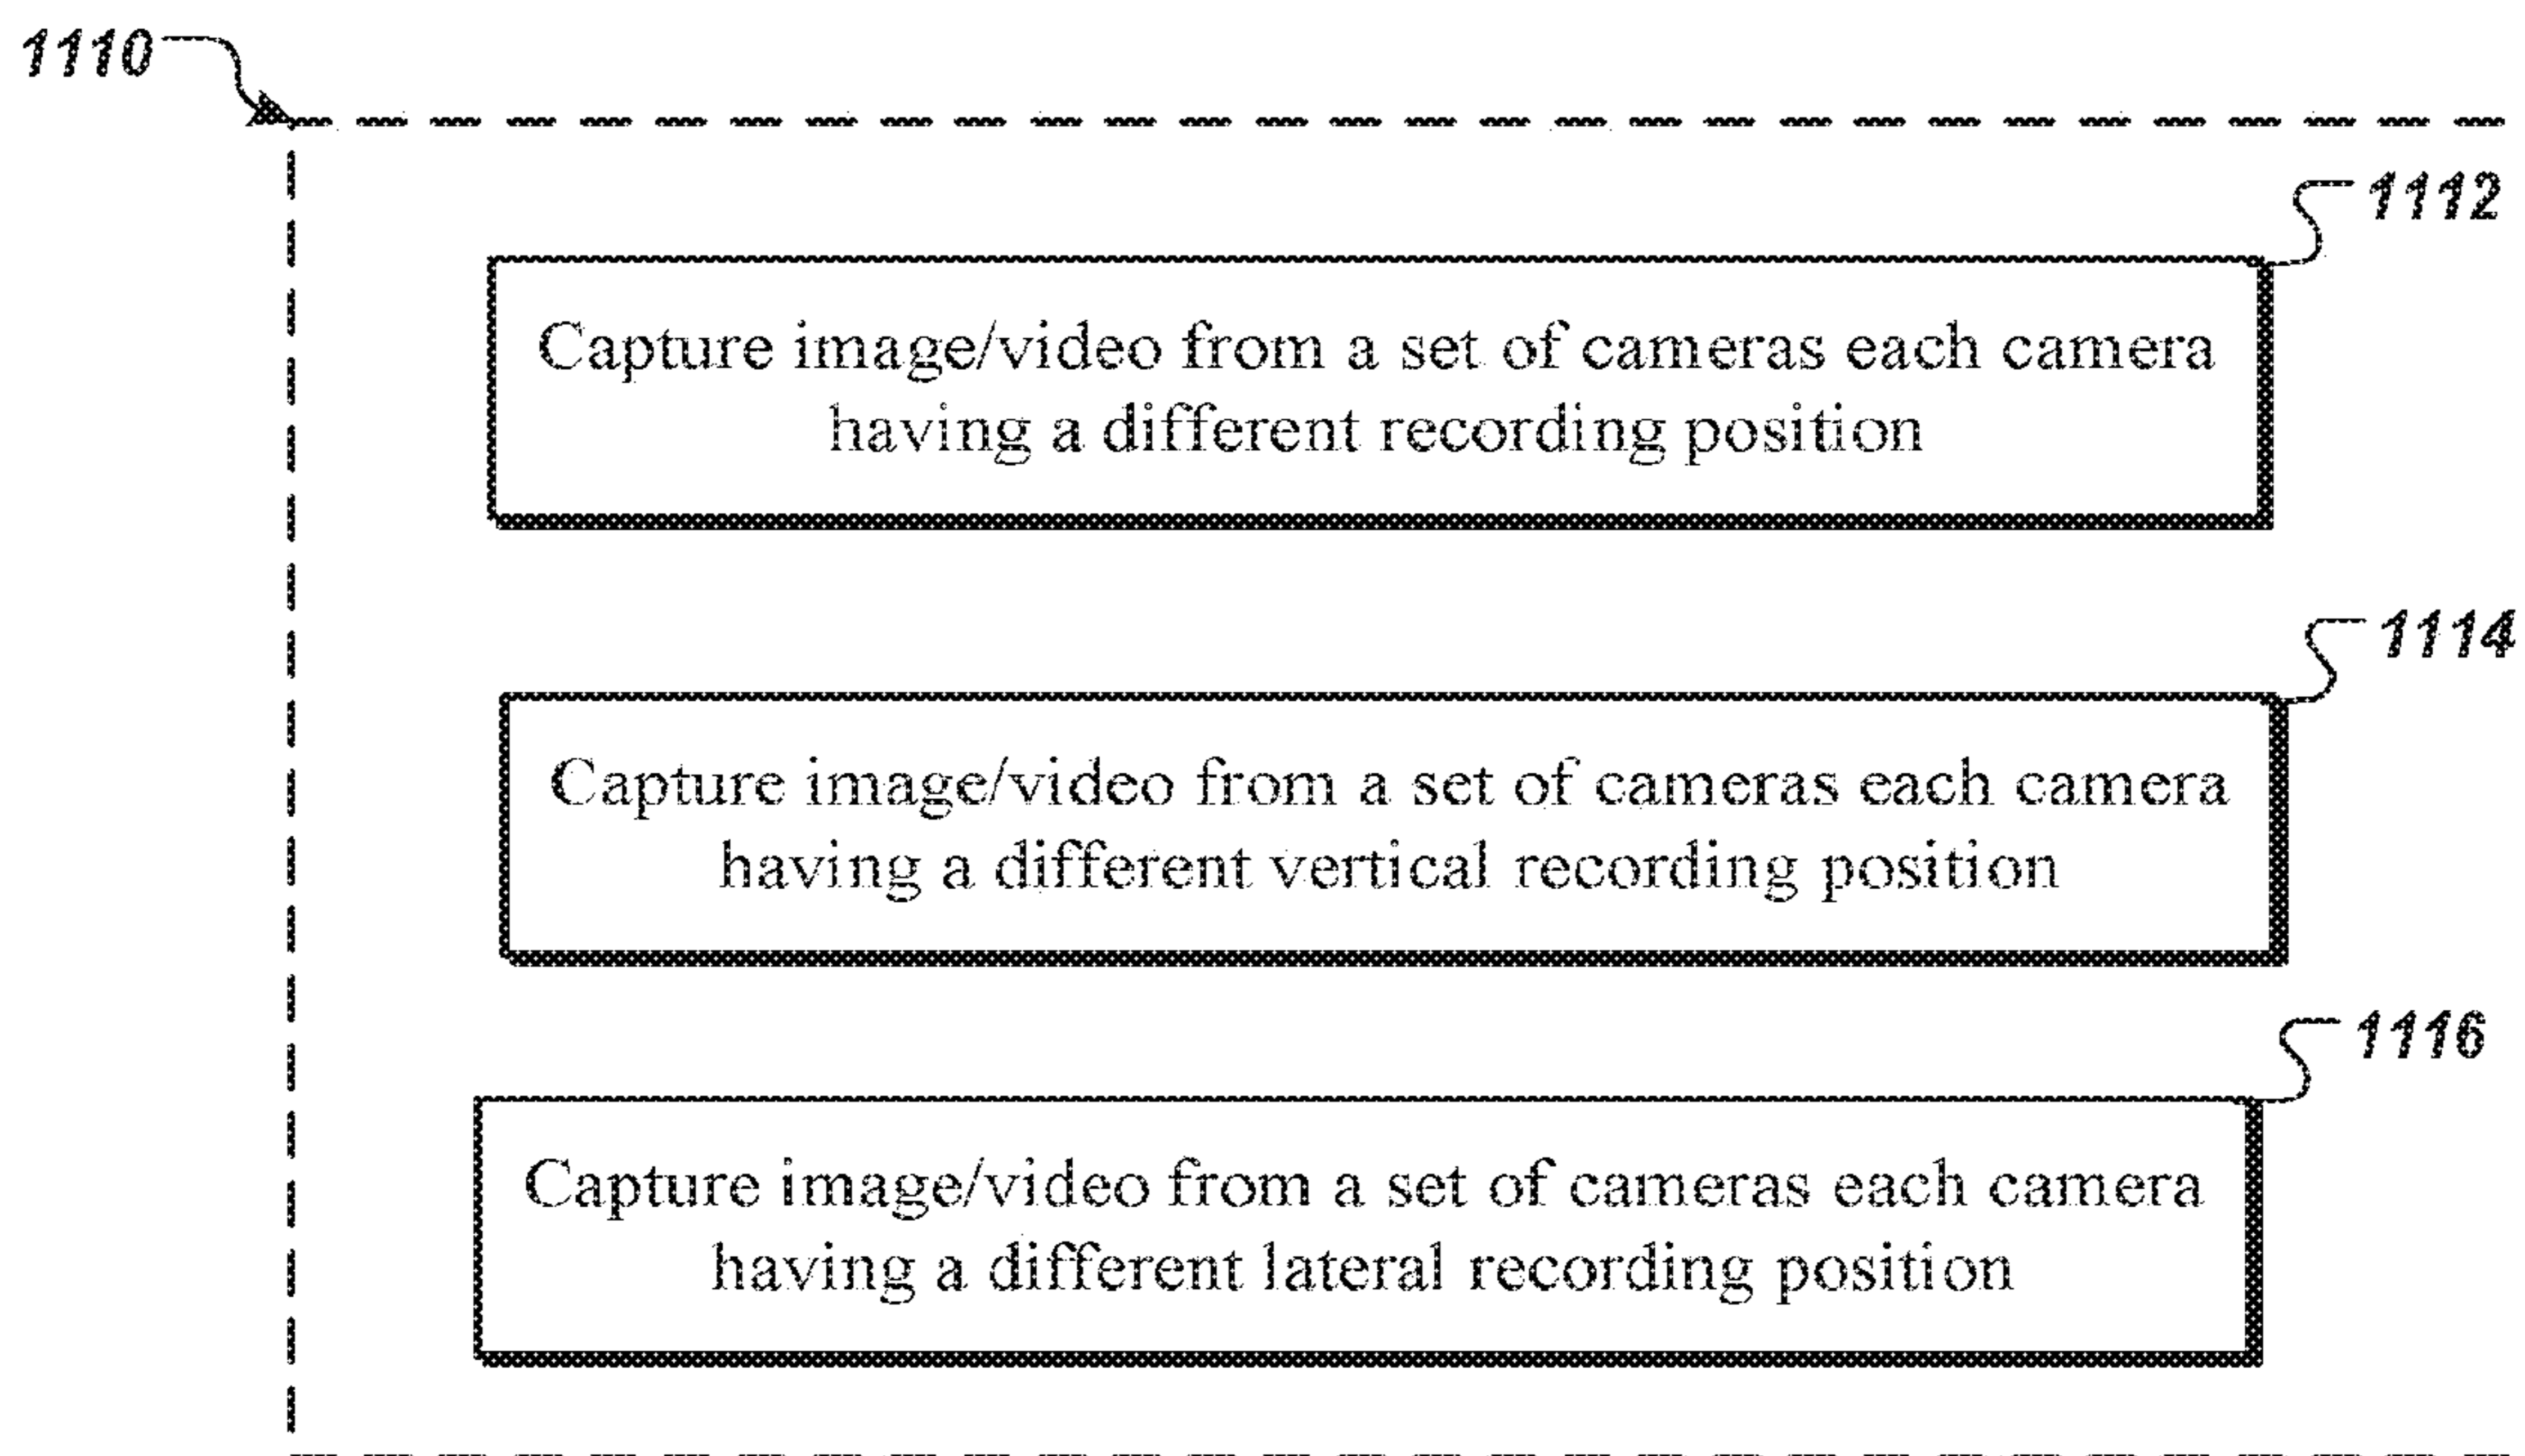 1110
1112
Capture image/video from a set of cameras each camera
having a different recording position
1114
Capture image/video from a set of cameras each camera
having a different vertical recording position
1116
Capture image/video from a set of cameras each camera
having a different lateral recording position